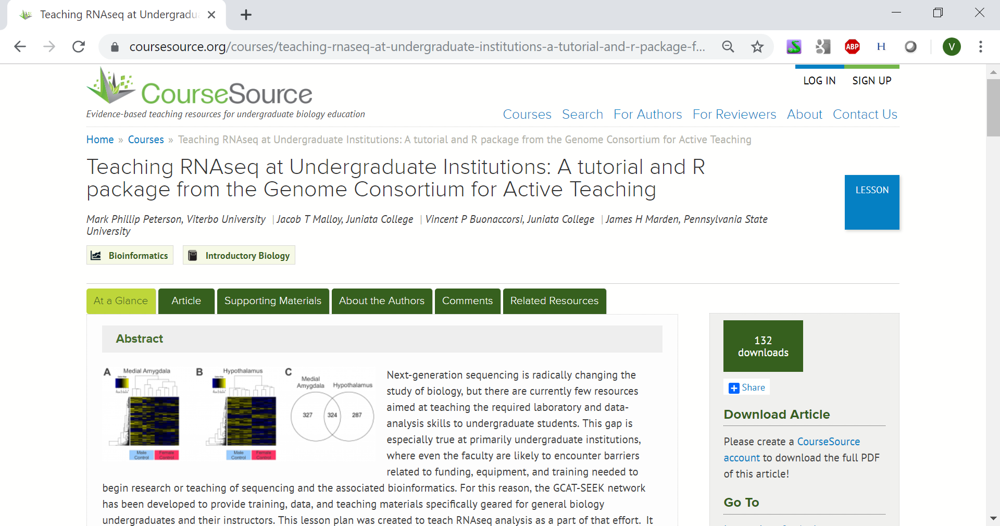 Teaching RNAseq at Undergradu
coursesource.org/courses/teaching-rnaseq-at-undergraduate-institutions-a-tutorial-and-r-package-f...
ABP
H
V
LOG IN SIGN UP
CourseSource
Evidence-based teaching resources for undergraduate biology education
Courses Search For Authors For Reviewers About Contact Us
Home » Courses » Teaching RNAseq at Undergraduate Institutions: A tutorial and R package from the Genome Consortium for Active Teaching
Teaching RNAseq at Undergraduate Institutions: A tutorial and R
package from the Genome Consortium for Active Teaching
LESSON
Mark Phillip Peterson, Viterbo University | Jacob T Malloy, Juniata College | Vincent P Buonaccorsi, Juniata College | James H Marden, Pennsylvania State
University
Bioinformatics
Introductory Biology
At a Glance Article Supporting Materials About the Authors Comments Related Resources
Abstract
A Medial Amygdala
Male Control
Female Control
B Hypothalamus
Male Control
Female Control
C
Medial Amygdala
Hypothalamus
327 324 287
Next-generation sequencing is radically changing the
study of biology, but there are currently few resources
aimed at teaching the required laboratory and data-
analysis skills to undergraduate students. This gap is
especially true at primarily undergraduate institutions,
where even the faculty are likely to encounter barriers
related to funding, equipment, and training needed to
begin research or teaching of sequencing and the associated bioinformatics. For this reason, the GCAT-SEEK network
has been developed to provide training, data, and teaching materials specifically geared for general biology
undergraduates and their instructors. This lesson plan was created to teach RNAseq analysis as a part of that effort. It
132
downloads
Share
Download Article
Please create a CourseSource
account to download the full PDF
of this article!
Go To